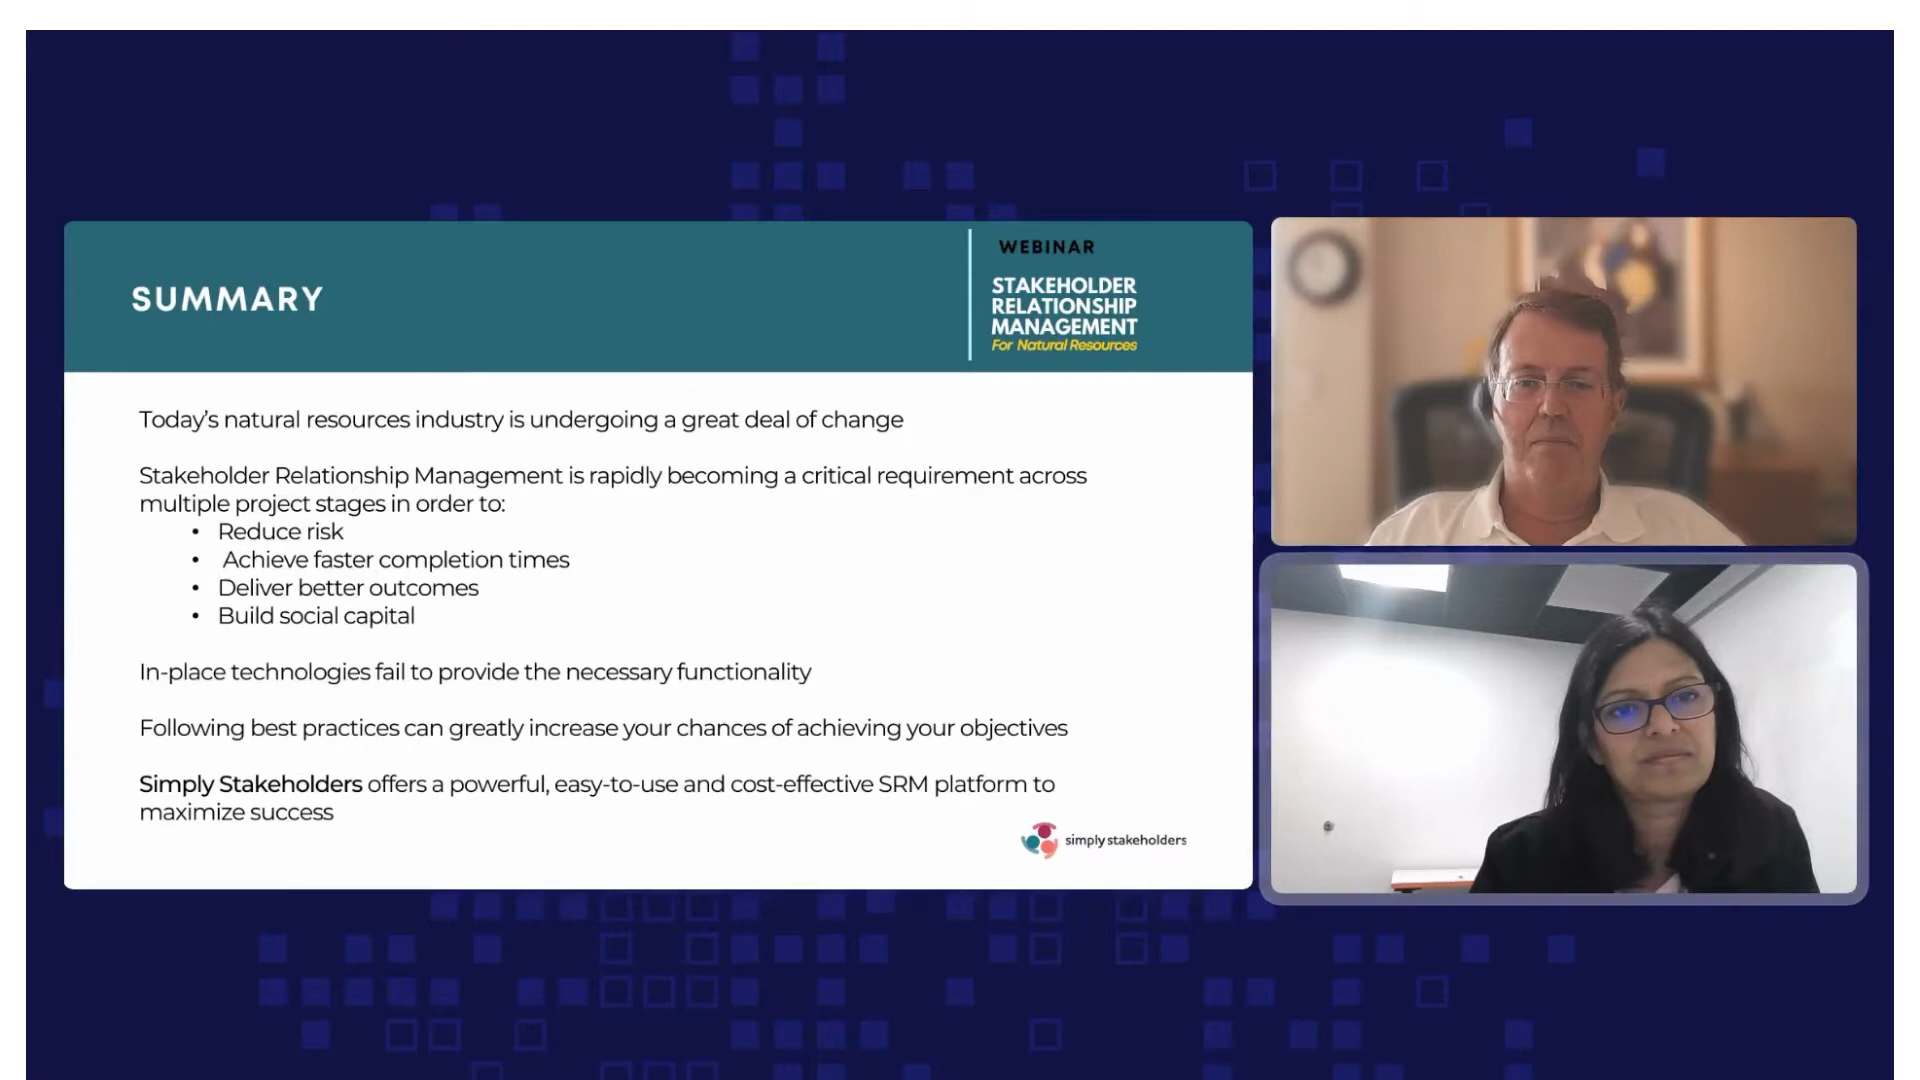 WEBINAR
STAKEHOLDER
RELATIONSHIP
MANAGEMENT
For Natural Resources
SUMMARY
Today's natural resources industry is undergoing a great deal of change
Stakeholder Relationship Management is rapidly becoming a critical requirement across
multiple project stages in order to:
• Reduce risk
• Achieve faster completion times
• Deliver better outcomes
• Build social capital
In-place technologies fail to provide the necessary functionality
Following best practices can greatly increase your chances of achieving your objectives
Simply Stakeholders offers a powerful, easy-to-use and cost-effective SRM platform to
maximize success
simply stakeholders